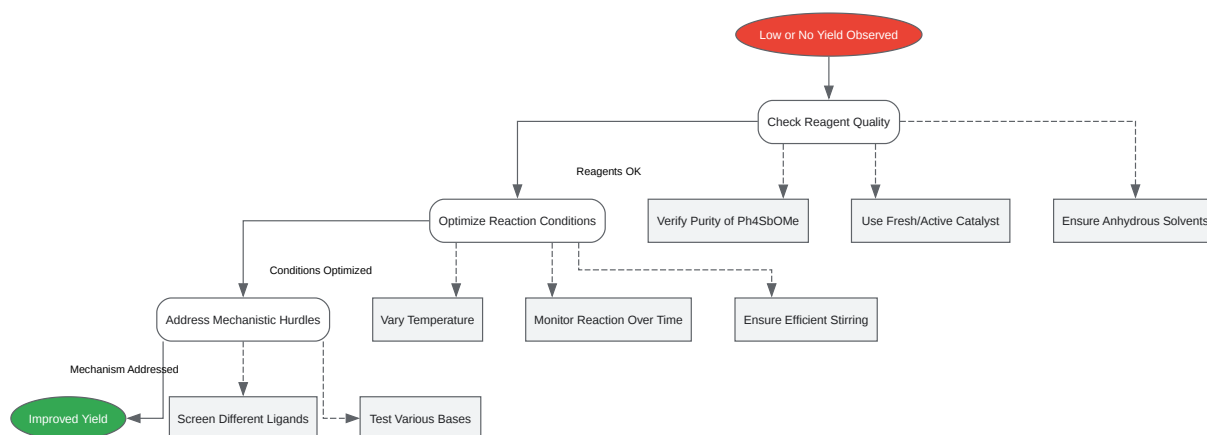 Low or No Yield Observed
Check Reagent Quality
Reagents OK
Optimize Reaction Conditions
Verify Purity of Ph4SbOMe
Use Fresh/Active Catalyst
Ensure Anhydrous Solvents
Conditions Optimized
Address Mechanistic Hurdles
Vary Temperature
Monitor Reaction Over Time
Ensure Efficient Stirring
Mechanism Addressed
Improved Yield
Screen Different Ligands
Test Various Bases